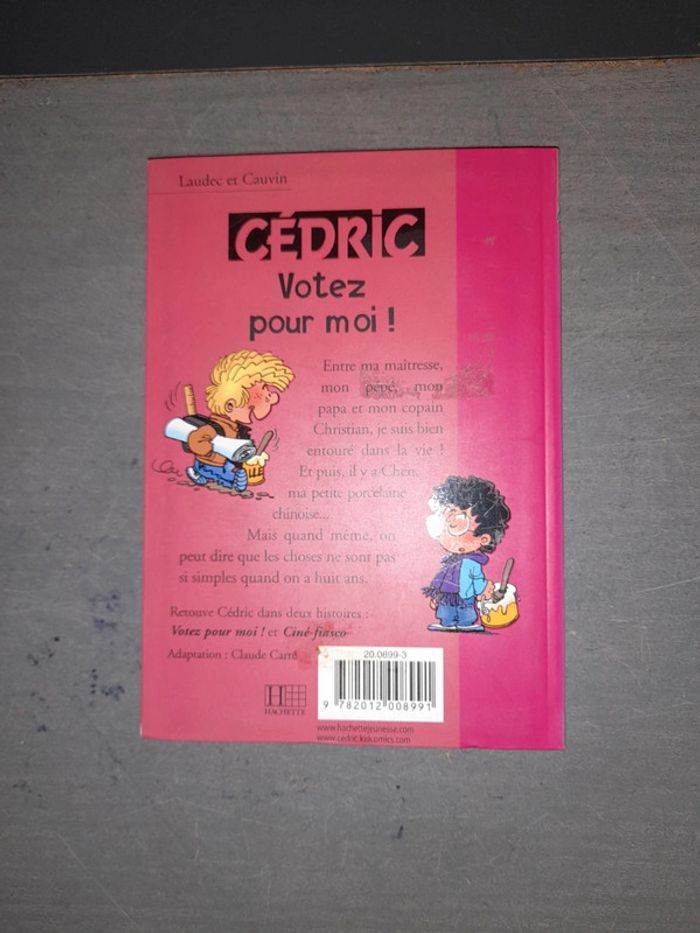 Laudec et Cauvin
CÉDRIC
Votez
pour moi !
Entre ma maîtresse,
mon pépé, mon
papa et mon copain
Christian, je suis bien
entouré dans la vie !
Et puis, il y a Chen,
ma petite porcelaine
chinoise...
Mais quand même, on
peut dire que les choses ne sont pas
si simples quand on a huit ans.
Retouve Cédric dans deux histoires :
Votez pour moi ! et Ciné-fiasco
Adaptation : Claude Carré
20.0899-3
9 782012 008991
H
HACHETTE
www.hachettejeunesse.com
www.cedric.kidcomics.com